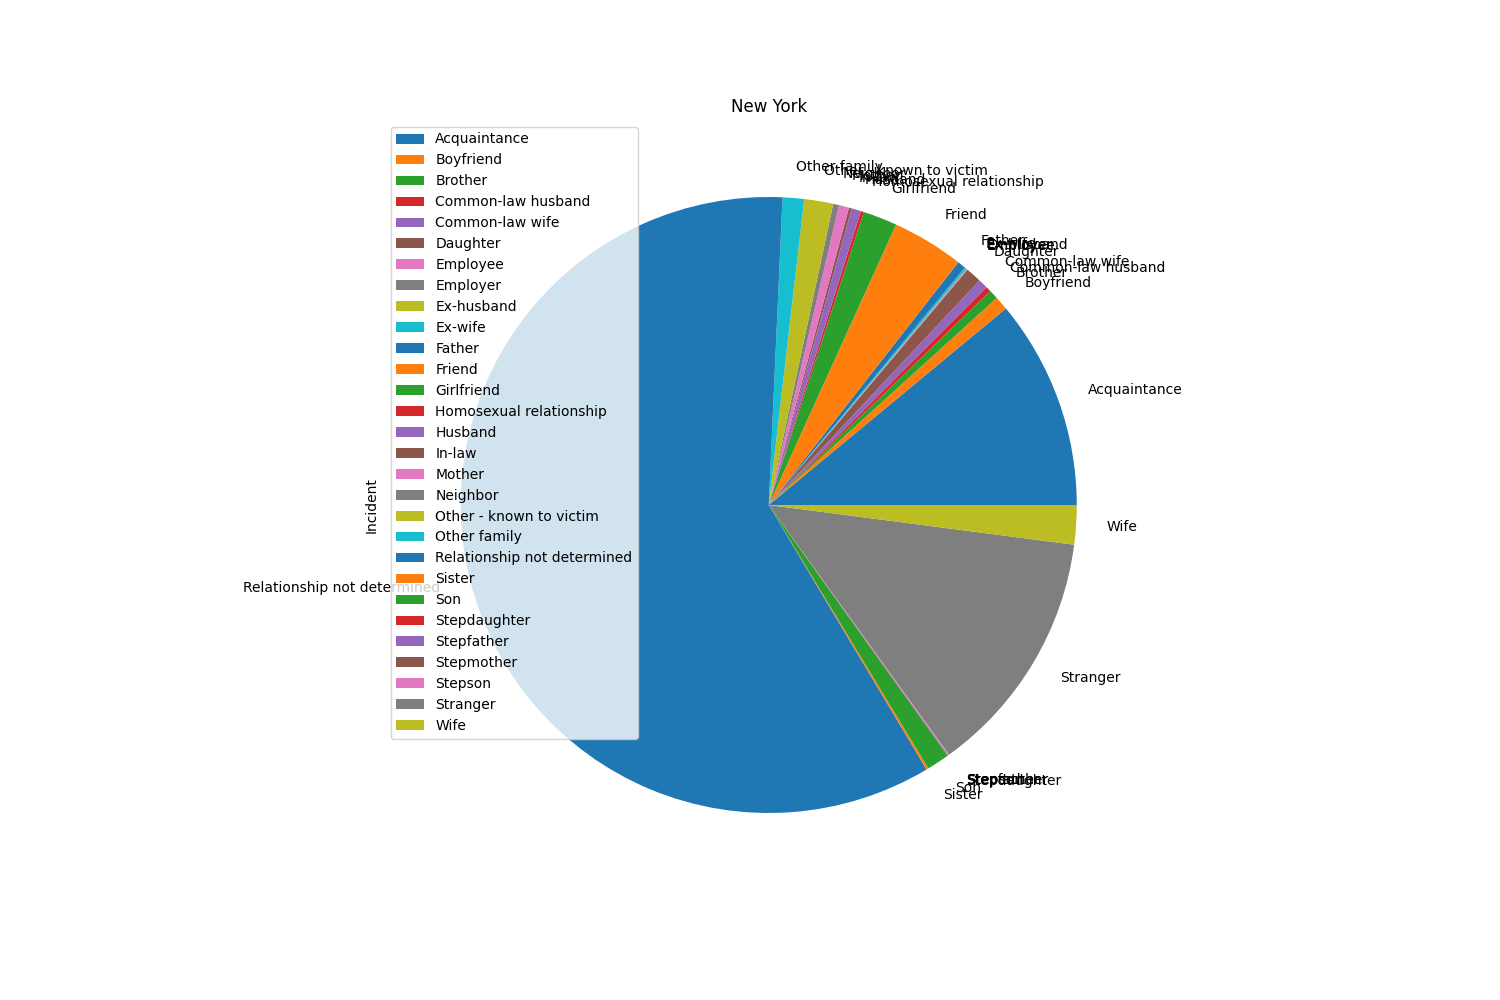 New York
Acquaintance
Boyfriend
Brother
Common-law husband
Common-law wife
Daughter
Employee
Employer
Ex-husband
Ex-wife
Father
Friend
Girlfriend
Homosexual relationship
Husband
In-law
Mother
Neighbor
Other - known to victim
Other family
Relationship not determined
Sister
Son
Stepdaughter
Stepfather
Stepmother
Stepson
Stranger
Wife
Incident
Other family
Other - known to victim
Homosexual relationship
Girlfriend
Friend
Father
Daughter
Common-law wife
Common-law husband
Brother
Boyfriend
Acquaintance
Wife
Stranger
Stepdaughter
Son
Sister
Relationship not determined